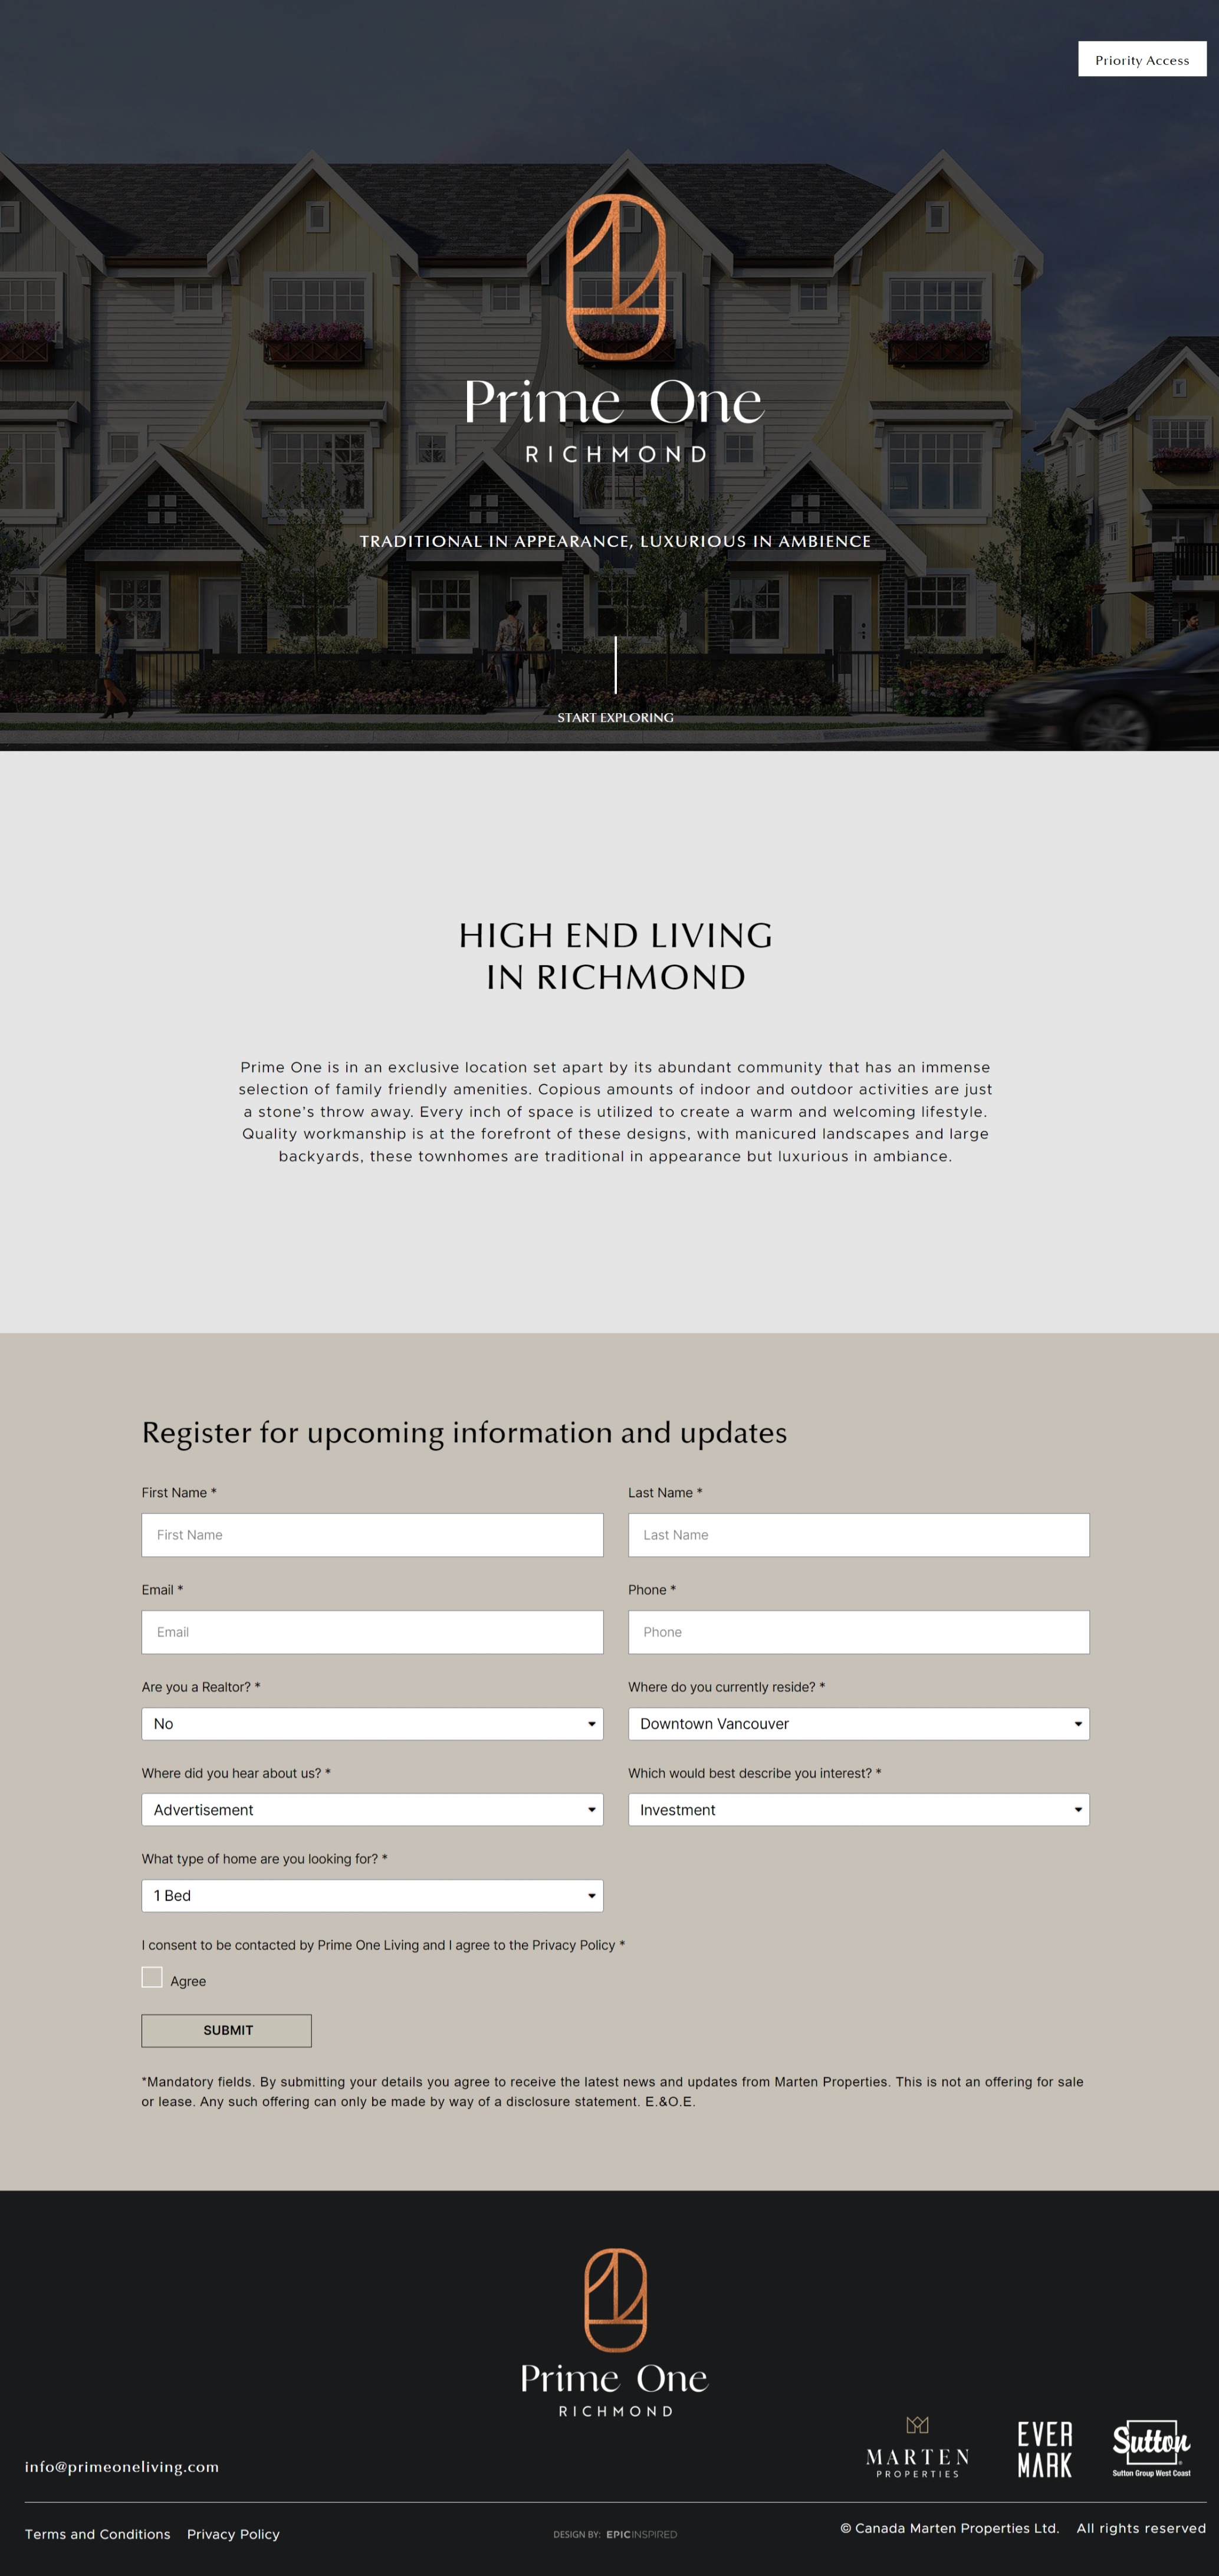 Priority Access
Prime One
RICHMOND
TRADITIONAL IN APPEARANCE, LUXURIOUS IN AMBIENCE
START EXPLORING
HIGH END LIVING
IN RICHMOND
Prime One is in an exclusive location set apart by its abundant community that has an immense
selection of family friendly amenities. Copious amounts of indoor and outdoor activities are just
a stone's throw away. Every inch of space is utilized to create a warm and welcoming lifestyle.
Quality workmanship is at the forefront of these designs, with manicured landscapes and large
backyards, these townhomes are traditional in appearance but luxurious in ambiance.
Register for upcoming information and updates
First Name *
Last Name *
First Name
Last Name
Email *
Phone *
Email
Phone
Are you a Realtor? *
Where do you currently reside? *
No
Downtown Vancouver
Where did you hear about us? *
Which would best describe you interest? *
Advertisement
Investment
What type of home are you looking for? *
1 Bed
I consent to be contacted by Prime One Living and I agree to the Privacy Policy *
Agree
SUBMIT
*Mandatory fields. By submitting your details you agree to receive the latest news and updates from Marten Properties. This is not an offering for sale
or lease. Any such offering can only be made by way of a disclosure statement. E.&O.E.
Prime One
RICHMOND
info@primeoneliving.com
MARTEN
PROPERTIES
EVER
MARK
Sutton
Sutton Group West Coast
Terms and Conditions
Privacy Policy
DESIGN BY: EPICINSPIRED
© Canada Marten Properties Ltd.
All rights reserved